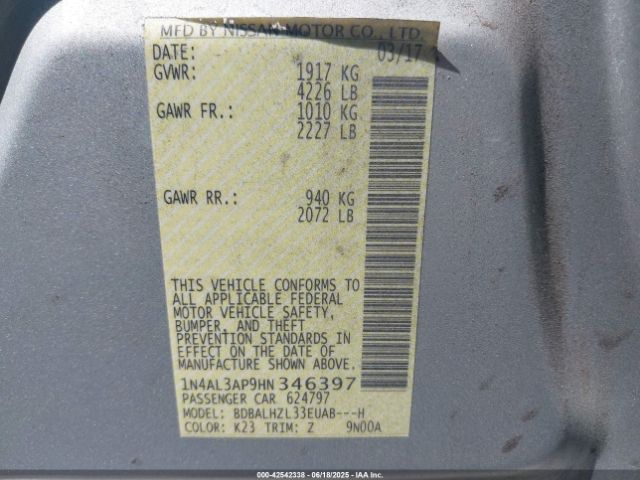 MFD BY NISSAN MOTOR CO., LTD.
DATE: 03/17
GVWR: 1917 KG
4226 LB
GAWR FR.: 1010 KG
2227 LB
GAWR RR.: 940 KG
2072 LB
THIS VEHICLE CONFORMS TO
ALL APPLICABLE FEDERAL
MOTOR VEHICLE SAFETY,
BUMPER, AND THEFT
PREVENTION STANDARDS IN
EFFECT ON THE DATE OF
MANUFACTURE SHOWN ABOVE.
1N4AL3AP9HN346397
PASSENGER CAR 624797
MODEL: BDBALHZL33EUAB---H
COLOR: K23 TRIM: Z 9N00A
000-42542338 - 06/18/2025 - IAAI.COM